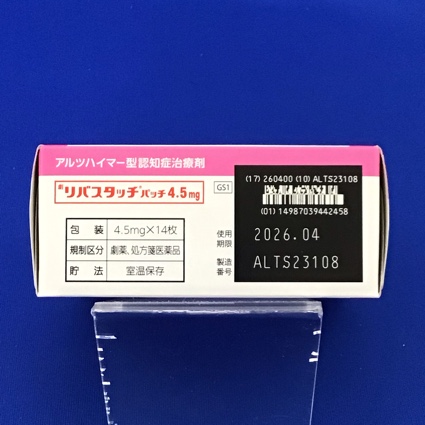 アルツハイマー型認知症治療剤
リバスタッチ®パッチ4.5mg
GS1
包装 4.5mg×14枚
規制区分 劇薬、処方箋医薬品
貯法 室温保存
(17) 260400 (10) ALTS23108
(01) 14987039442458
使用期限 2026.04
製造番号 ALTS23108